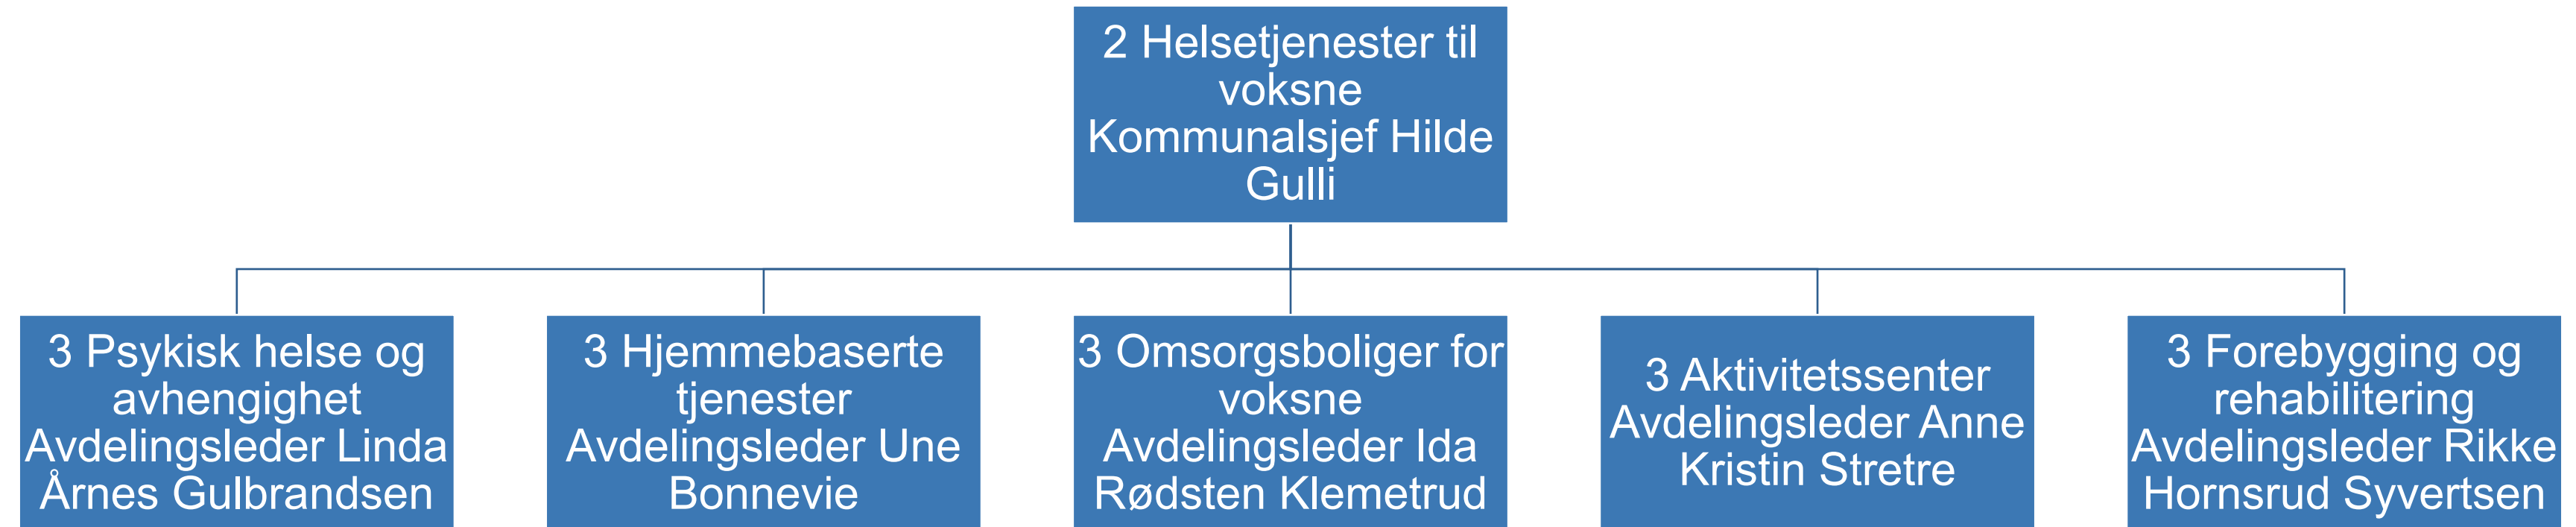 2 Helsetjenester til
voksne
Kommunalsjef Hilde
Gulli
3 Psykisk helse og
avhengighet
Avdelingsleder Linda
Årnes Gulbrandsen
3 Hjemmebaserte
tjenester
Avdelingsleder Une
Bonnevie
3 Omsorgsboliger for
voksne
Avdelingsleder Ida
Rødsten Klemetrud
3 Aktivitetssenter
Avdelingsleder Anne
Kristin Stretre
3 Forebygging og
rehabilitering
Avdelingsleder Rikke
Hornsrud Syvertsen